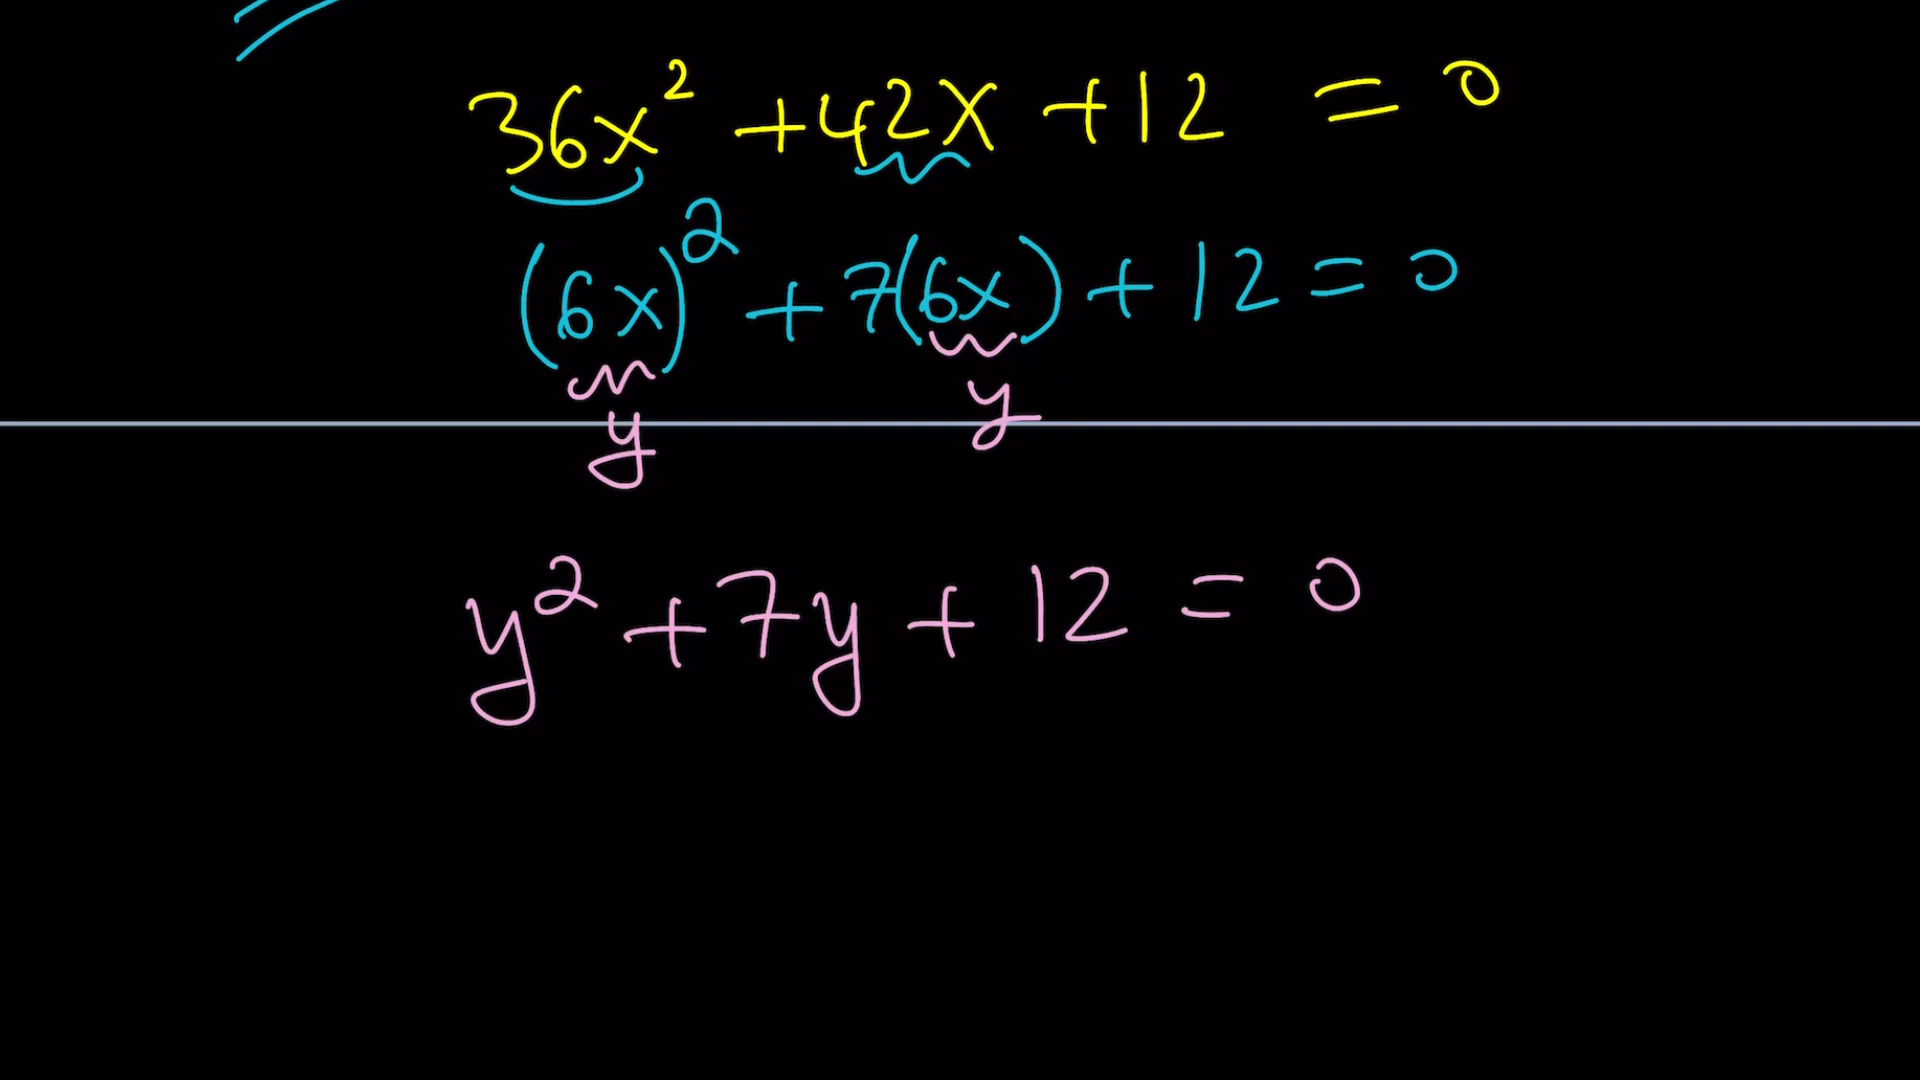 36x² + 42x + 12 = 0
(6x)² + 7(6x) + 12 = 0
y y
y² + 7y + 12 = 0